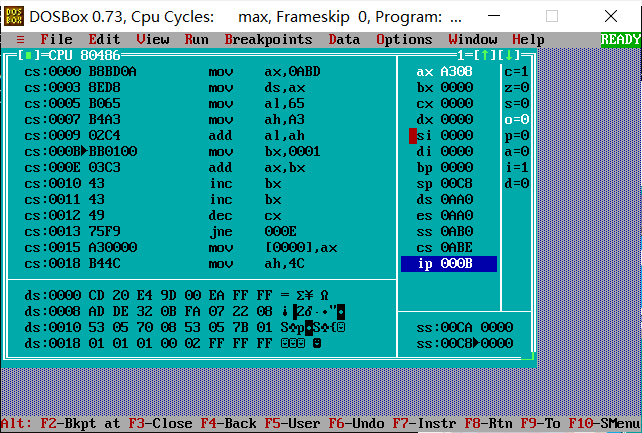 DOSBox 0.73, Cpu Cycles: max, Frameskip 0, Program: ...
≡ File Edit View Run Breakpoints Data Options Window Help READY
[■]=CPU 80486 1=[↑][↓]
cs:0000 B8BD0A mov ax,0ABD ax A308 c=1
cs:0003 8ED8 mov ds,ax bx 0000 z=0
cs:0005 B065 mov al,65 cx 0000 s=0
cs:0007 B4A3 mov ah,A3 dx 0000 o=0
cs:0009 02C4 add al,ah si 0000 p=0
cs:000B►BB0100 mov bx,0001 di 0000 a=0
cs:000E 03C3 add ax,bx bp 0000 i=1
cs:0010 43 inc bx sp 00C8 d=0
cs:0011 43 inc bx ds 0AA0
cs:0012 49 dec cx es 0AA0
cs:0013 75F9 jne 000E ss 0AB0
cs:0015 A30000 mov [0000],ax cs 0ABE
cs:0018 B44C mov ah,4C ip 000B
ds:0000 CD 20 E4 9D 00 EA FF FF = Σ¥ Ω
ds:0008 AD DE 32 0B FA 07 22 08
ds:0010 53 05 70 08 53 05 7B 01 S♣p◘S♣{☺ ss:00CA 0000
ds:0018 01 01 01 00 02 FF FF FF ☺☺☺ ☻ ss:00C8►0000
Alt: F2-Bkpt at F3-Close F4-Back F5-User F6-Undo F7-Instr F8-Rtn F9-To F10-SMenu